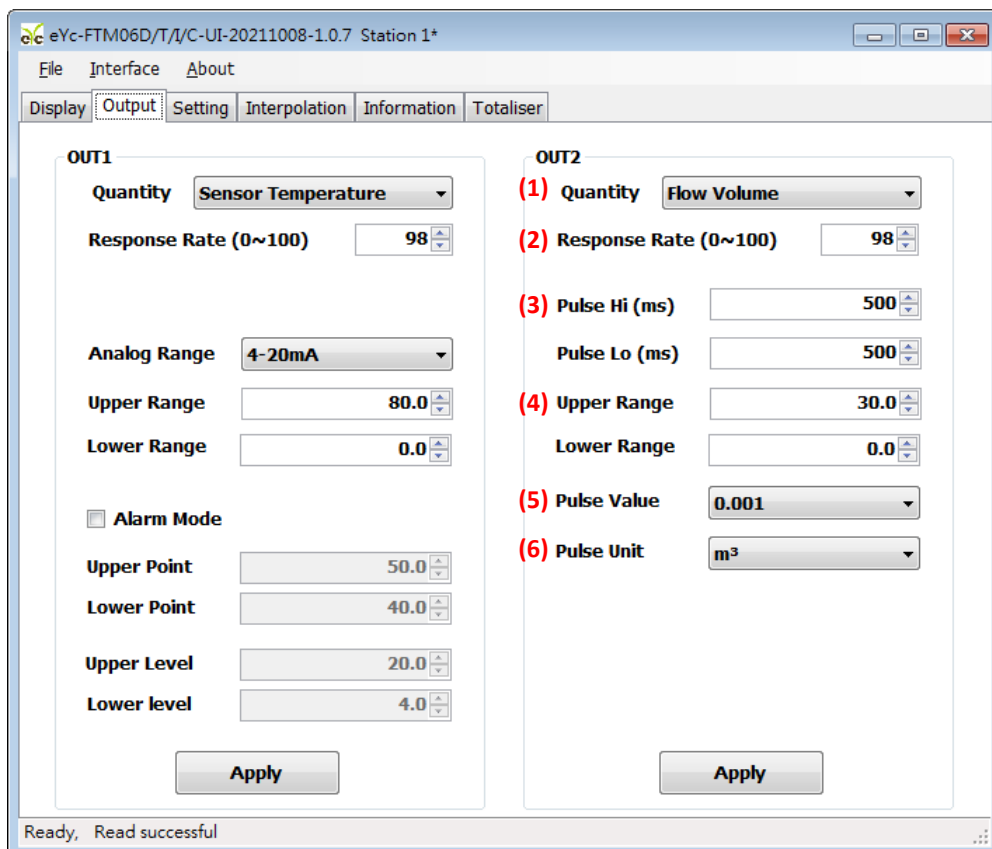 eyc eYc-FTM06D/T/I/C-UI-20211008-1.0.7 Station 1*
File Interface About
Display Output Setting Interpolation Information Totaliser
OUT1
Quantity Sensor Temperature
Response Rate (0~100) 98
Analog Range 4-20mA
Upper Range 80.0
Lower Range 0.0
Alarm Mode
Upper Point 50.0
Lower Point 40.0
Upper Level 20.0
Lower level 4.0
Apply
OUT2
(1) Quantity Flow Volume
(2) Response Rate (0~100) 98
(3) Pulse Hi (ms) 500
Pulse Lo (ms) 500
(4) Upper Range 30.0
Lower Range 0.0
(5) Pulse Value 0.001
(6) Pulse Unit m³
Apply
Ready, Read successful